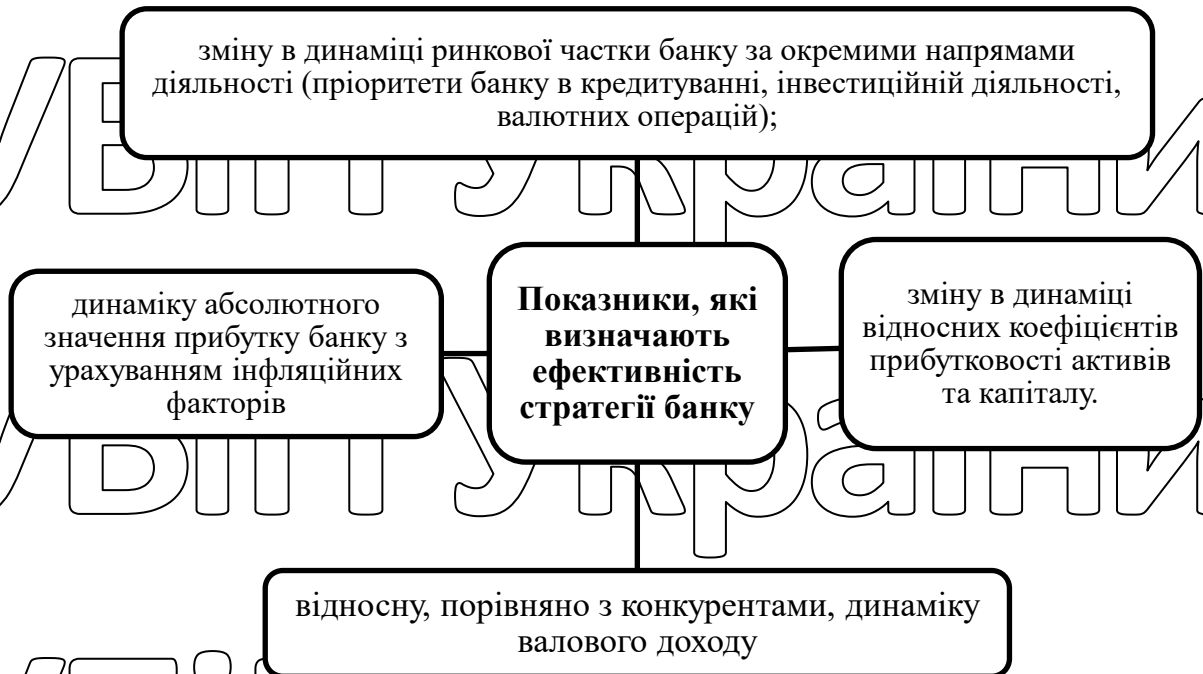 зміну в динаміці ринкової частки банку за окремими напрямами
діяльності (пріоритети банку в кредитуванні, інвестиційній діяльності,
валютних операцій);
динаміку абсолютного
значення прибутку банку з
урахуванням інфляційних
факторів
Показники, які
визначають
ефективність
стратегії банку
зміну в динаміці
відносних коефіцієнтів
прибутковості активів
та капіталу.
відносну, порівняно з конкурентами, динаміку
валового доходу